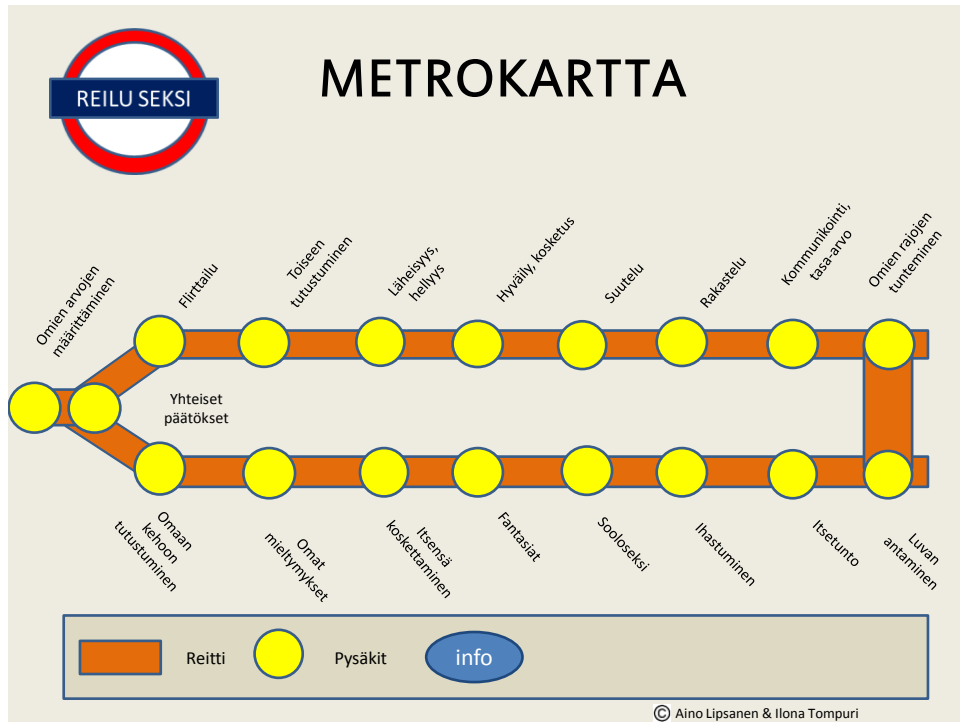 REILU SEKSI
METROKARTTA
Omien arvojen
määrittäminen
Flirttailu
Toiseen
tutustuminen
Läheisyys,
hellyys
Hyväily, kosketus
Suutelu
Rakastelu
Kommunikointi,
tasa-arvo
Omien rajojen
tunteminen
Yhteiset
päätökset
Omaan
kehoon
tutustuminen
Omat
mieltymykset
Itsensä
koskettaminen
Fantasiat
Sooloseksi
Ihastuminen
Itsetunto
Luvan
antaminen
Reitti
Pysäkit
info
© Aino Lipsanen & Ilona Tompuri